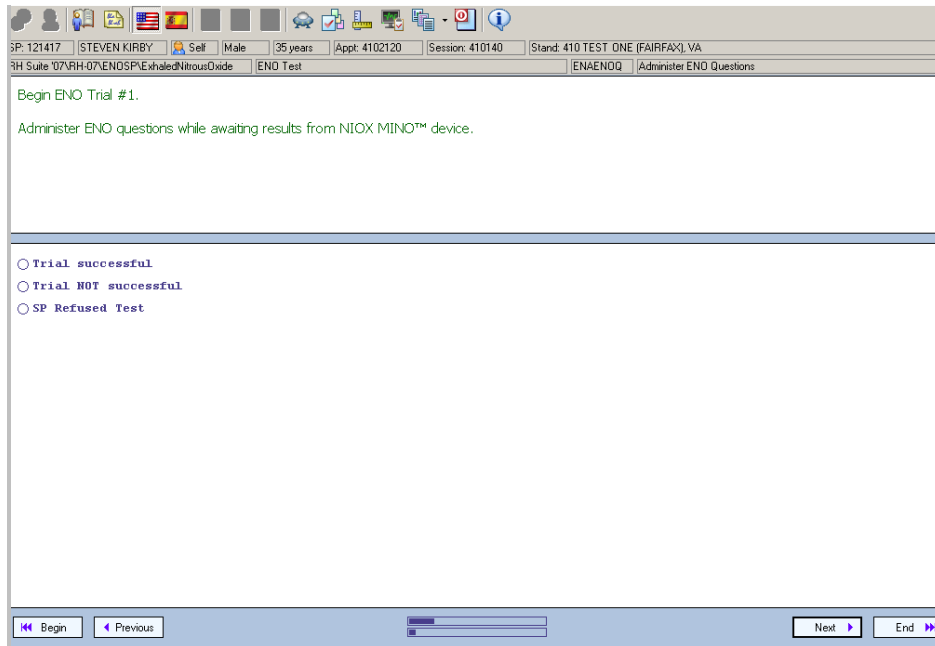 SP: 121417 STEVEN KIRBY Self Male 35 years Appt: 4102120 Session: 410140 Stand: 410 TEST ONE (FAIRFAX), VA
RH Suite '07\RH-07\ENOSP\ExhaledNitrousOxide ENO Test ENAENOQ Administer ENO Questions
Begin ENO Trial #1.
Administer ENO questions while awaiting results from NIOX MINO™ device.
Trial successful
Trial NOT successful
SP Refused Test
Begin Previous Next End